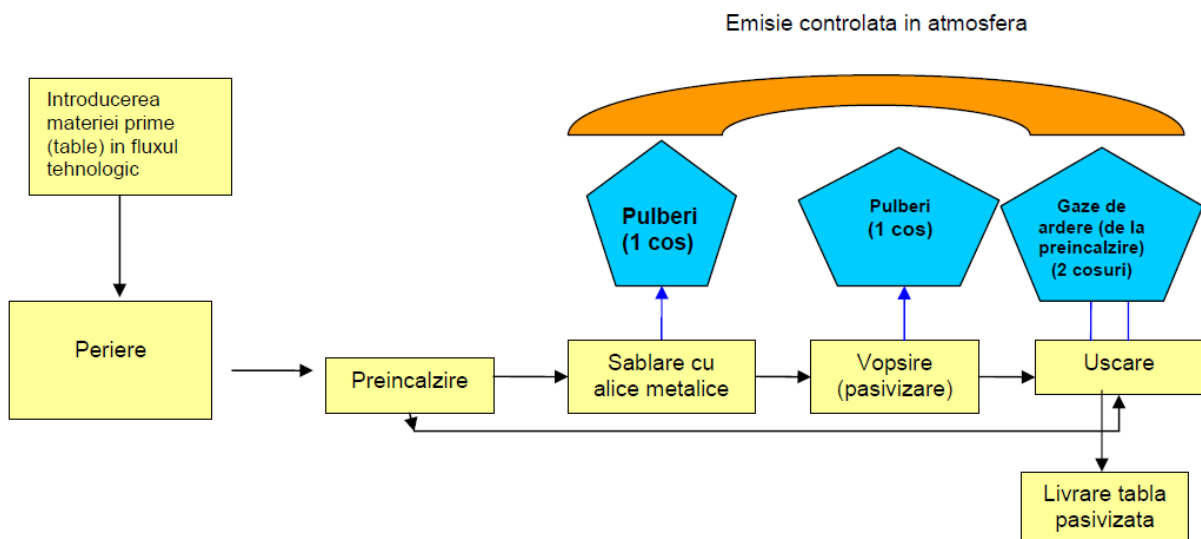 Emisie controlata in atmosfera
Introducerea
materiei prime
(table) in fluxul
tehnologic
Pulberi
(1 cos)
Pulberi
(1 cos)
Gaze de
ardere (de la
preincalzire)
(2 cosuri)
Periere
Preincalzire
Sablare cu
alice metalice
Vopsire
(pasivizare)
Uscare
Livrare tabla
pasivizata